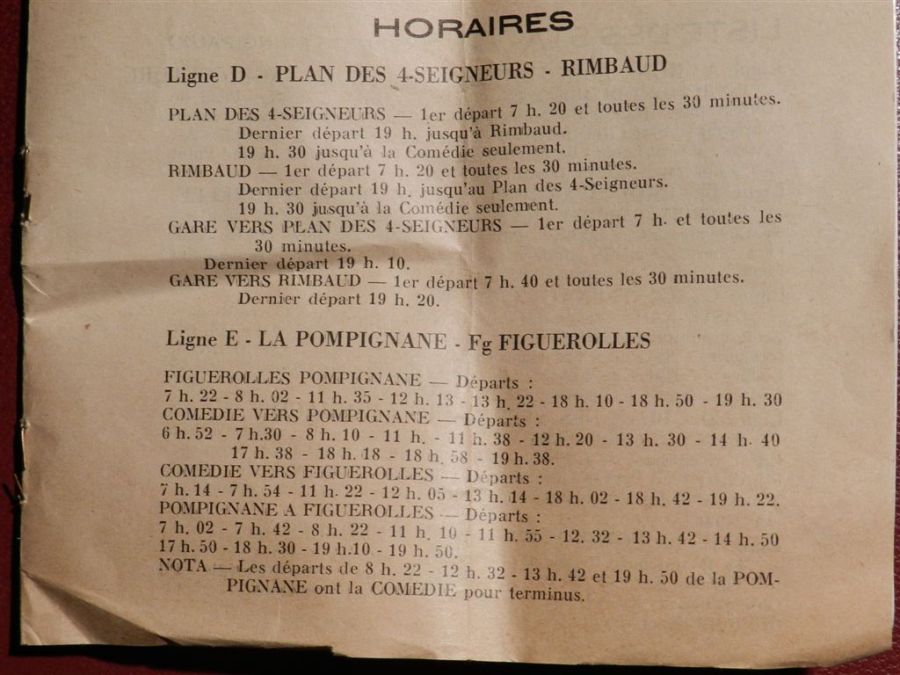 HORAIRES
Ligne D - PLAN DES 4-SEIGNEURS - RIMBAUD
PLAN DES 4-SEIGNEURS — 1er départ 7 h. 20 et toutes les 30 minutes.
Dernier départ 19 h. jusqu'à Rimbaud.
19 h. 30 jusqu'à la Comédie seulement.
RIMBAUD — 1er départ 7 h. 20 et toutes les 30 minutes.
Dernier départ 19 h. jusqu'au Plan des 4-Seigneurs.
19 h. 30 jusqu'à la Comédie seulement.
GARE VERS PLAN DES 4-SEIGNEURS — 1er départ 7 h. et toutes les
30 minutes.
Dernier départ 19 h. 10.
GARE VERS RIMBAUD — 1er départ 7 h. 40 et toutes les 30 minutes.
Dernier départ 19 h. 20.
Ligne E - LA POMPIGNANE - Fg FIGUEROLLES
FIGUEROLLES POMPIGNANE — Départs :
7 h. 22 - 8 h. 02 - 11 h. 35 - 12 h. 13 - 13 h. 22 - 18 h. 10 - 18 h. 50 - 19 h. 30
COMEDIE VERS POMPIGNANE — Départs :
6 h. 52 - 7 h.30 - 8 h. 10 - 11 h. - 11 h. 38 - 12 h. 20 - 13 h. 30 - 14 h. 40
17 h. 38 - 18 h. 18 - 18 h. 58 - 19 h. 38.
COMEDIE VERS FIGUEROLLES — Départs :
7 h. 14 - 7 h. 54 - 11 h. 22 - 12 h. 05 - 13 h. 14 - 18 h. 02 - 18 h. 42 - 19 h. 22.
POMPIGNANE A FIGUEROLLES — Départs :
7 h. 02 - 7 h. 42 - 8 h. 22 - 11 h. 10 - 11 h. 55 - 12. 32 - 13 h. 42 - 14 h. 50
17 h. 50 - 18 h. 30 - 19 h.10 - 19 h. 50.
NOTA — Les départs de 8 h. 22 - 12 h. 32 - 13 h. 42 et 19 h. 50 de la POM-
PIGNANE ont la COMEDIE pour terminus.